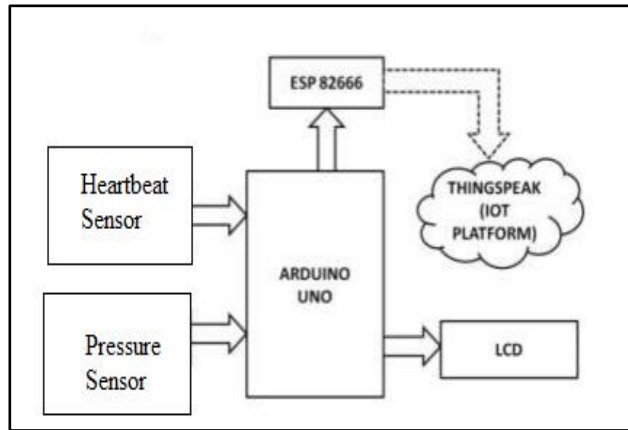 ESP 82666
Heartbeat
Sensor
THINGSPEAK
(IOT
PLATFORM)
ARDUINO
UNO
Pressure
Sensor
LCD